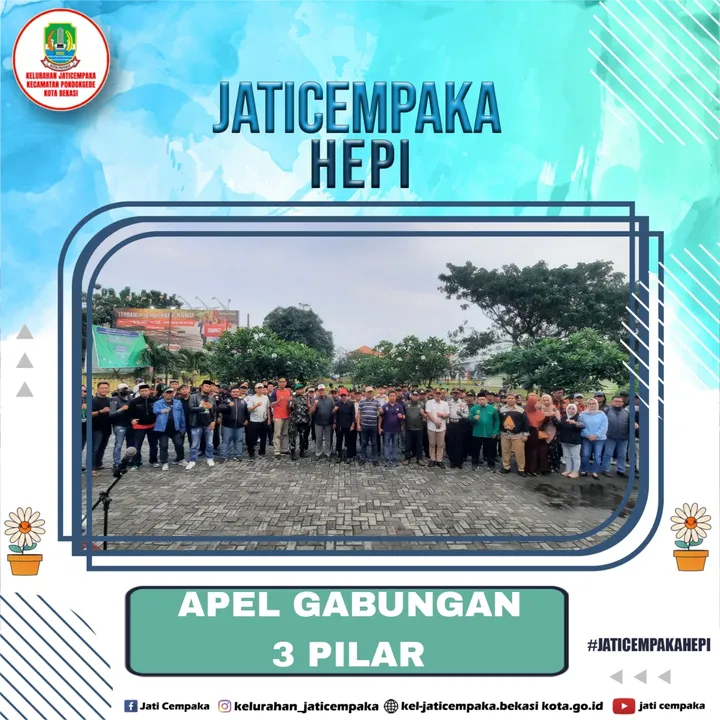 KELURAHAN JATICEMPAKA
KECAMATAN PONDOKGEDE
KOTA BEKASI
JATICEMPAKA
HEPI
APEL GABUNGAN
3 PILAR
#JATICEMPAKAHEPI
Jati Cempaka kelurahan_jaticempaka kel-jaticempaka.bekasi kota.go.id jati cempaka